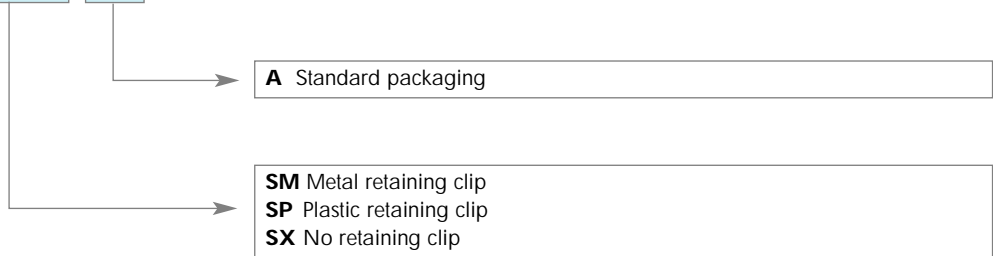 A Standard packaging
SM Metal retaining clip
SP Plastic retaining clip
SX No retaining clip